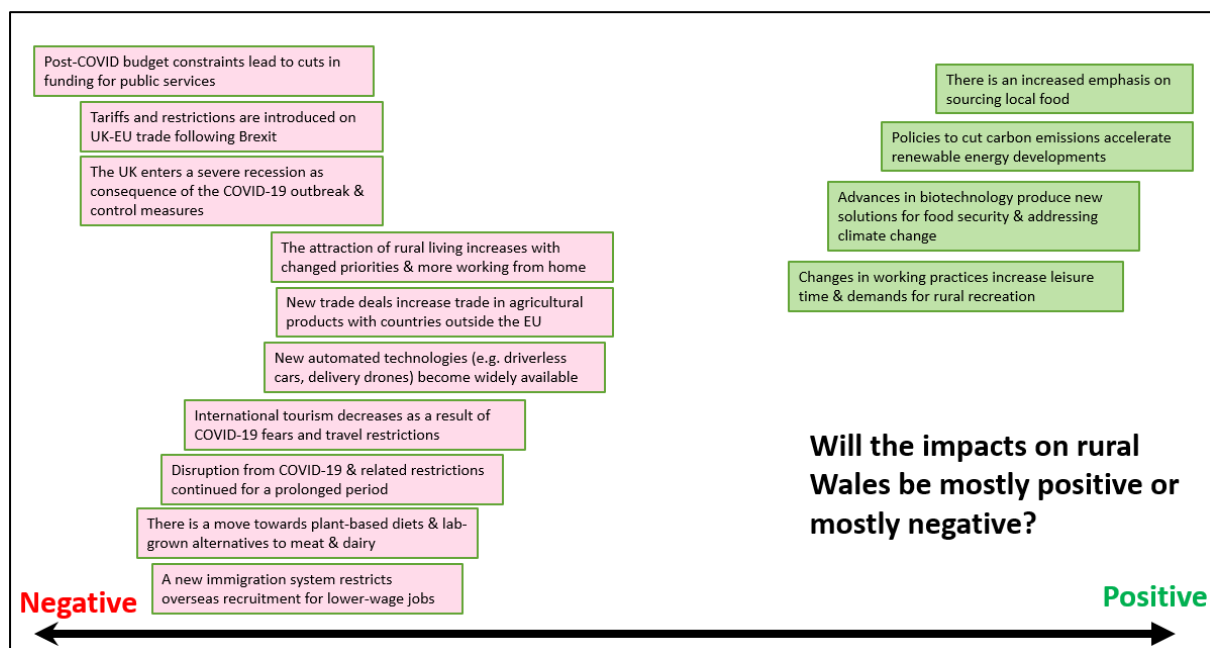 Post-COVID budget constraints lead to cuts in
funding for public services
Tariffs and restrictions are introduced on
UK-EU trade following Brexit
The UK enters a severe recession as
consequence of the COVID-19 outbreak &
control measures
The attraction of rural living increases with
changed priorities & more working from home
New trade deals increase trade in agricultural
products with countries outside the EU
New automated technologies (e.g. driverless
cars, delivery drones) become widely available
International tourism decreases as a result of
COVID-19 fears and travel restrictions
Disruption from COVID-19 & related restrictions
continued for a prolonged period
There is a move towards plant-based diets & lab-
grown alternatives to meat & dairy
A new immigration system restricts
overseas recruitment for lower-wage jobs
There is an increased emphasis on
sourcing local food
Policies to cut carbon emissions accelerate
renewable energy developments
Advances in biotechnology produce new
solutions for food security & addressing
climate change
Changes in working practices increase leisure
time & demands for rural recreation
Will the impacts on rural
Wales be mostly positive or
mostly negative?
Negative
Positive